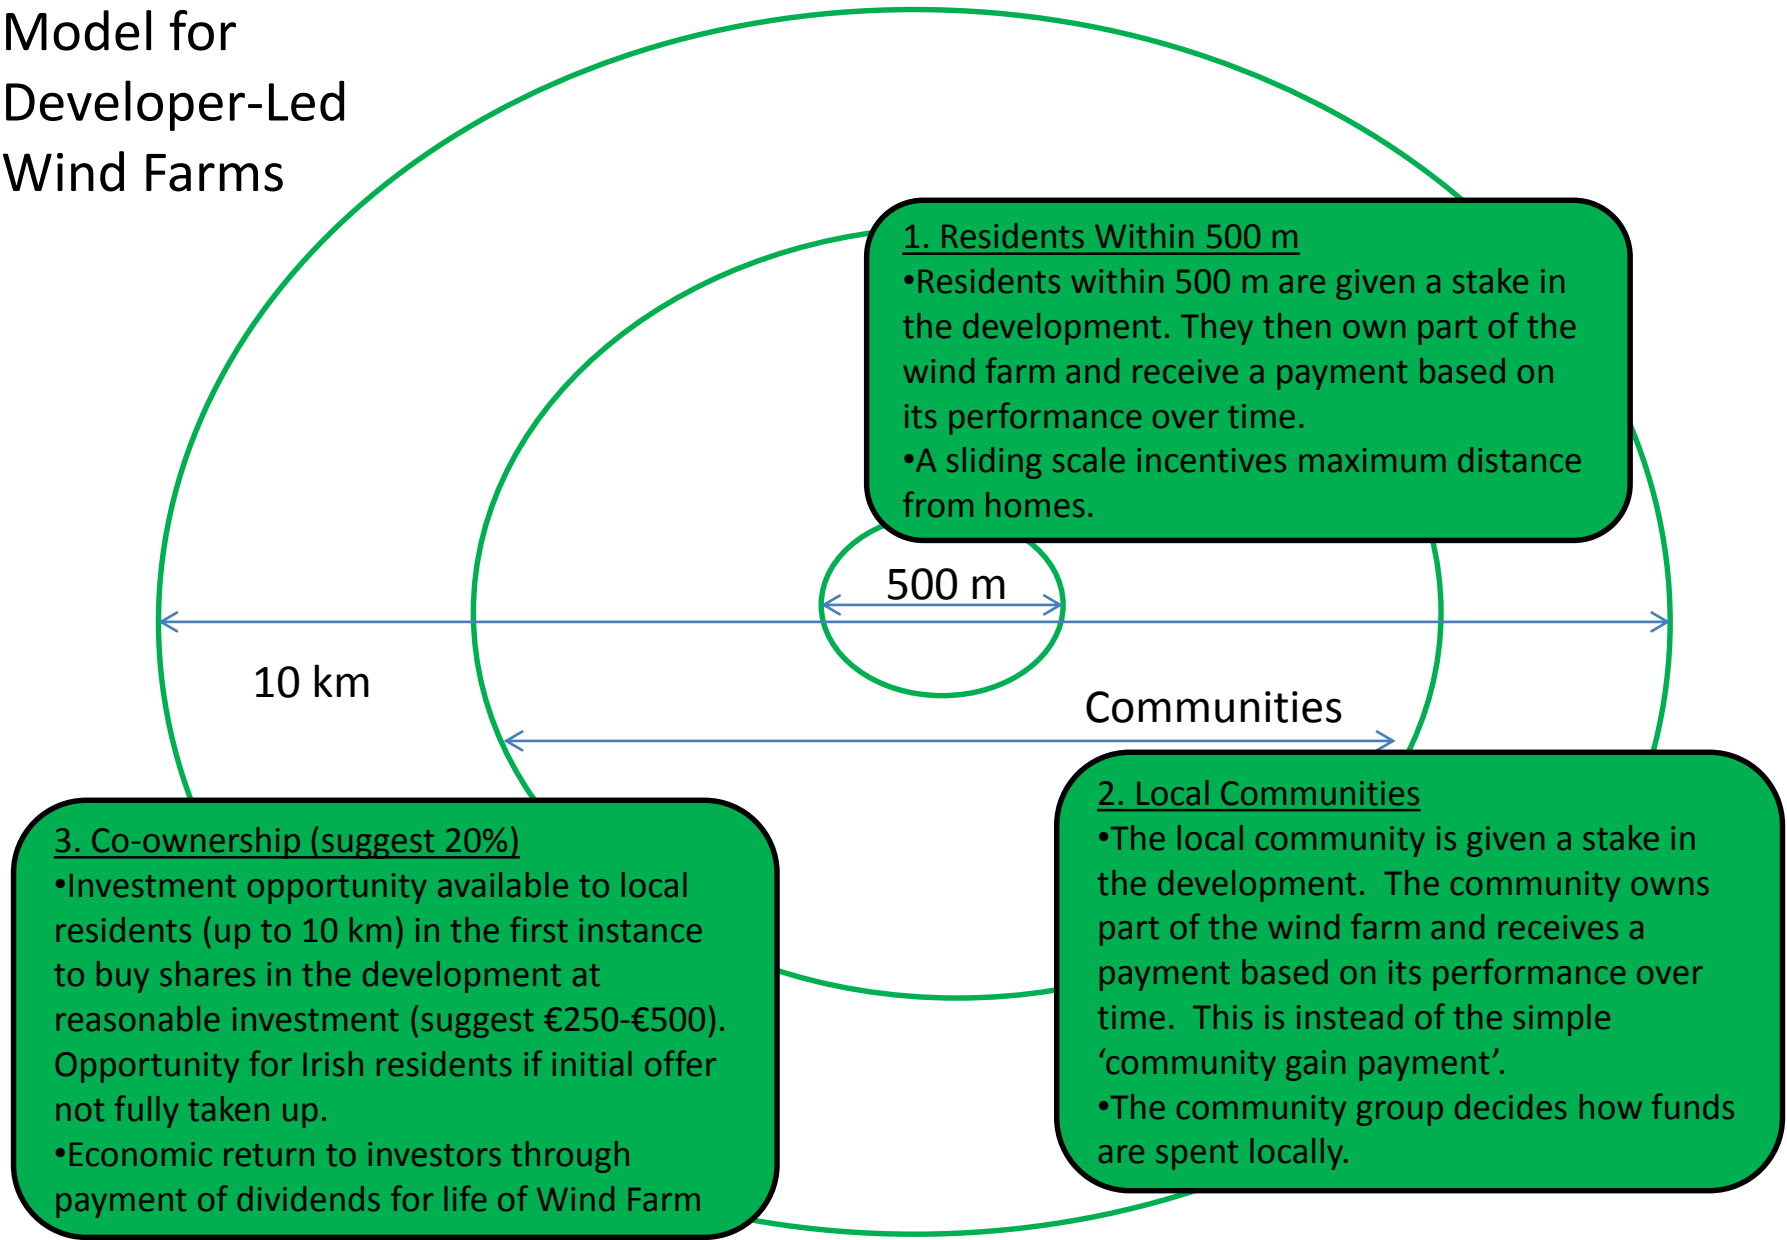 Model for
Developer-Led
Wind Farms
1. Residents Within 500 m
•Residents within 500 m are given a stake in
the development. They then own part of the
wind farm and receive a payment based on
its performance over time.
•A sliding scale incentives maximum distance
from homes.
500 m
10 km
Communities
2. Local Communities
•The local community is given a stake in
the development.  The community owns
part of the wind farm and receives a
payment based on its performance over
time.  This is instead of the simple
‘community gain payment’.
•The community group decides how funds
are spent locally.
3. Co-ownership (suggest 20%)
•Investment opportunity available to local
residents (up to 10 km) in the first instance
to buy shares in the development at
reasonable investment (suggest €250-€500).
Opportunity for Irish residents if initial offer
not fully taken up.
•Economic return to investors through
payment of dividends for life of Wind Farm